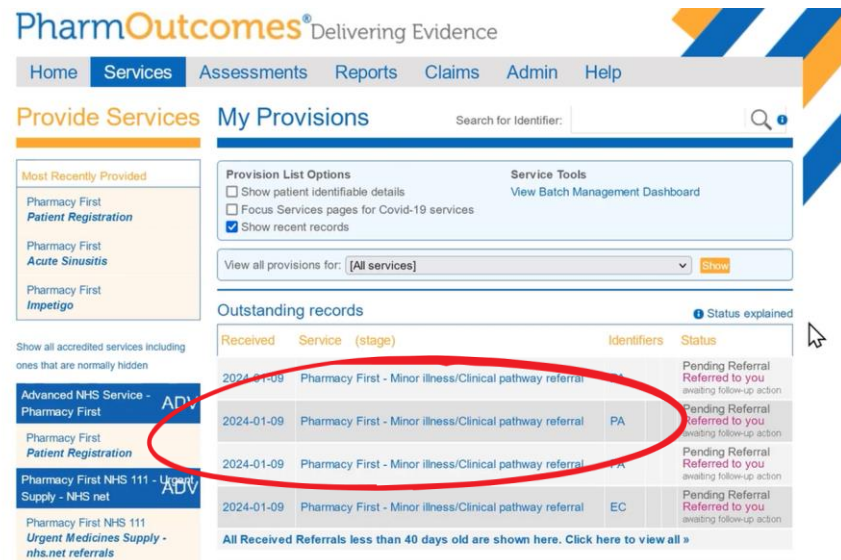 PharmOutcomes® Delivering Evidence
Home Services Assessments Reports Claims Admin Help
Provide Services
Most Recently Provided
Pharmacy First
Patient Registration
Pharmacy First
Acute Sinusitis
Pharmacy First
Impetigo
Show all accredited services including
ones that are normally hidden
Advanced NHS Service -
Pharmacy First
ADV
Pharmacy First
Patient Registration
Pharmacy First NHS 111 - Urgent
Supply - NHS net
ADV
Pharmacy First NHS 111
Urgent Medicines Supply -
nhs.net referrals
My Provisions
Search for Identifier:
Provision List Options
Show patient identifiable details
Focus Services pages for Covid-19 services
Show recent records
Service Tools
View Batch Management Dashboard
View all provisions for: [All services] Show
Outstanding records
Status explained
Received Service (stage) Identifiers Status
2024-01-09 Pharmacy First - Minor illness/Clinical pathway referral PA Pending Referral
Referred to you
awaiting follow-up action
2024-01-09 Pharmacy First - Minor illness/Clinical pathway referral PA Pending Referral
Referred to you
awaiting follow-up action
2024-01-09 Pharmacy First - Minor illness/Clinical pathway referral PA Pending Referral
Referred to you
awaiting follow-up action
2024-01-09 Pharmacy First - Minor illness/Clinical pathway referral EC Pending Referral
Referred to you
awaiting follow-up action
All Received Referrals less than 40 days old are shown here. Click here to view all »